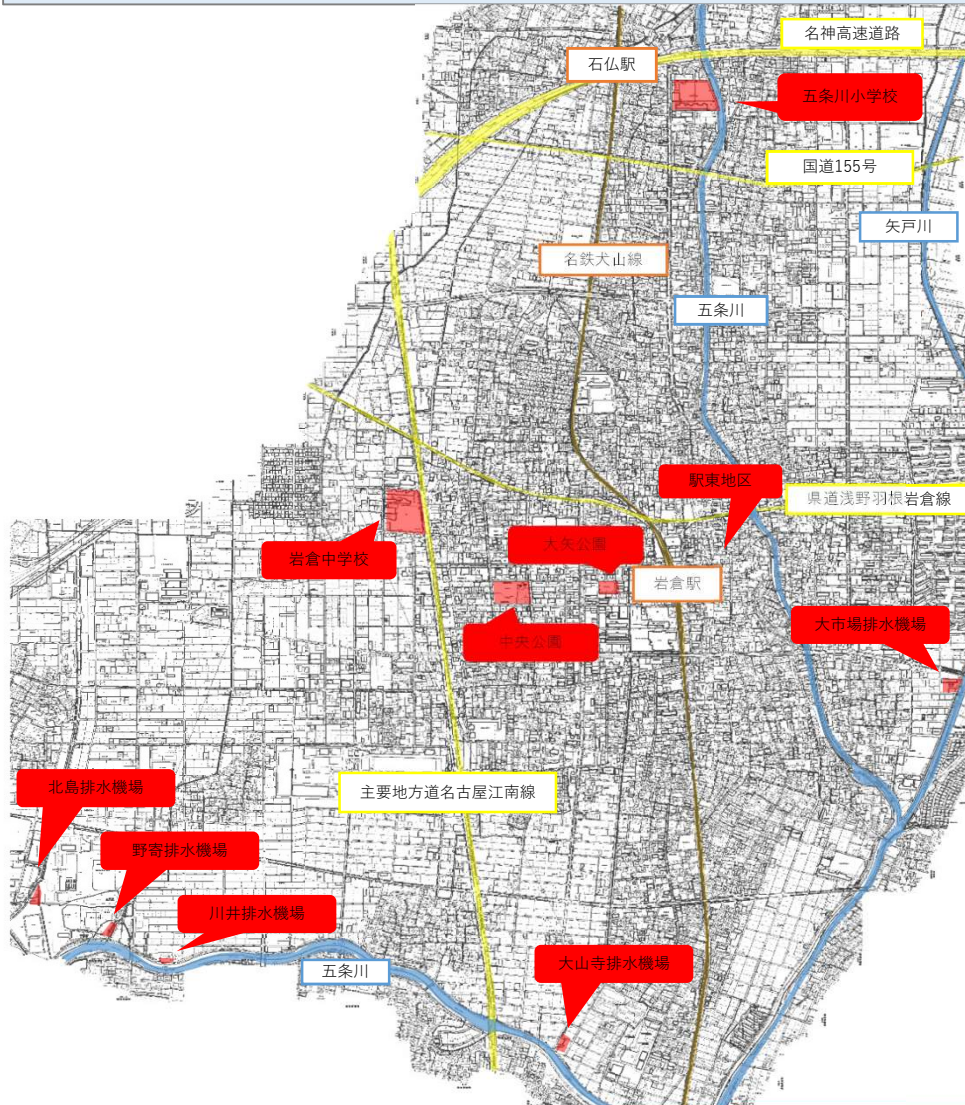 名神高速道路
石仏駅
五条川小学校
国道155号
矢戸川
名鉄犬山線
五条川
駅東地区
県道浅野羽根岩倉線
大矢公園
岩倉中学校
岩倉駅
大市場排水機場
中央公園
北島排水機場
主要地方道名古屋江南線
野寄排水機場
川井排水機場
大山寺排水機場
五条川